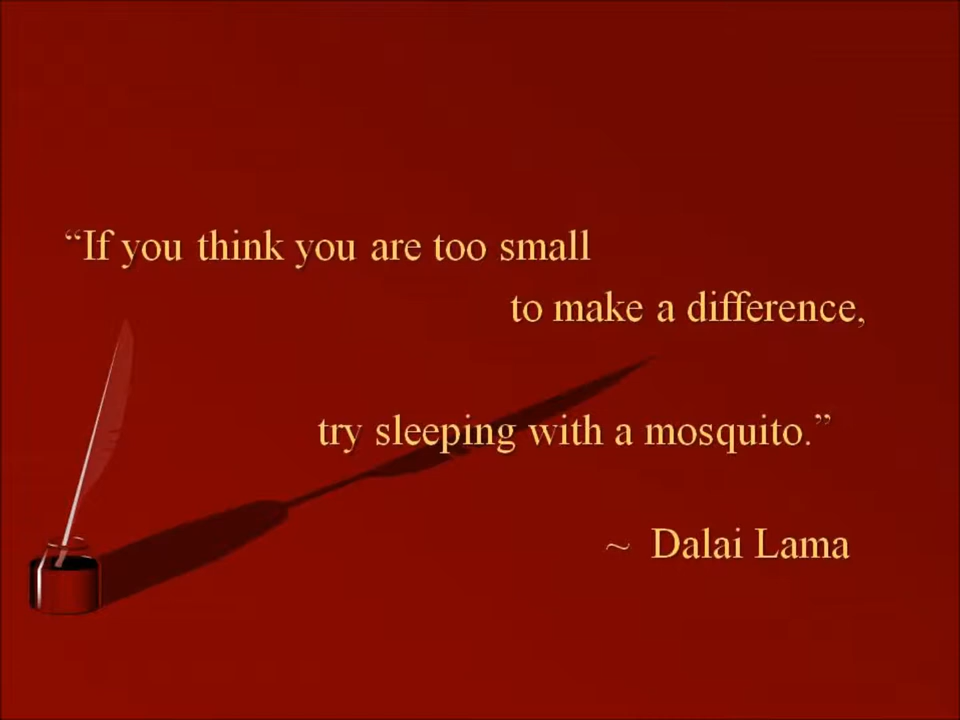 “If you think you are too small
to make a difference,
try sleeping with a mosquito.”
~ Dalai Lama